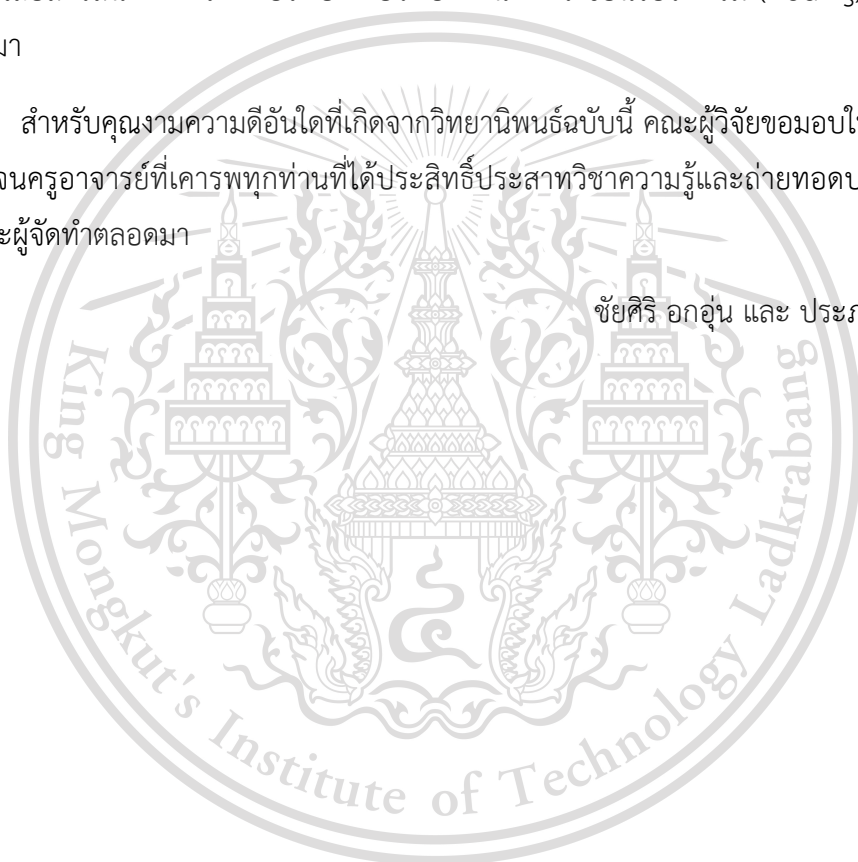 มา
สำหรับคุณงามความดีอันใดที่เกิดจากวิทยานิพนธ์ฉบับนี้ คณะผู้วิจัยขอมอบใ
จนครูอาจารย์ที่เคารพทุกท่านที่ได้ประสิทธิ์ประสาทวิชาความรู้และถ่ายทอดป
ะผู้จัดทำตลอดมา
ชัยศิริ อกอุ่น และ ประภ
King Mongkut's Institute of Technology Ladkrabang